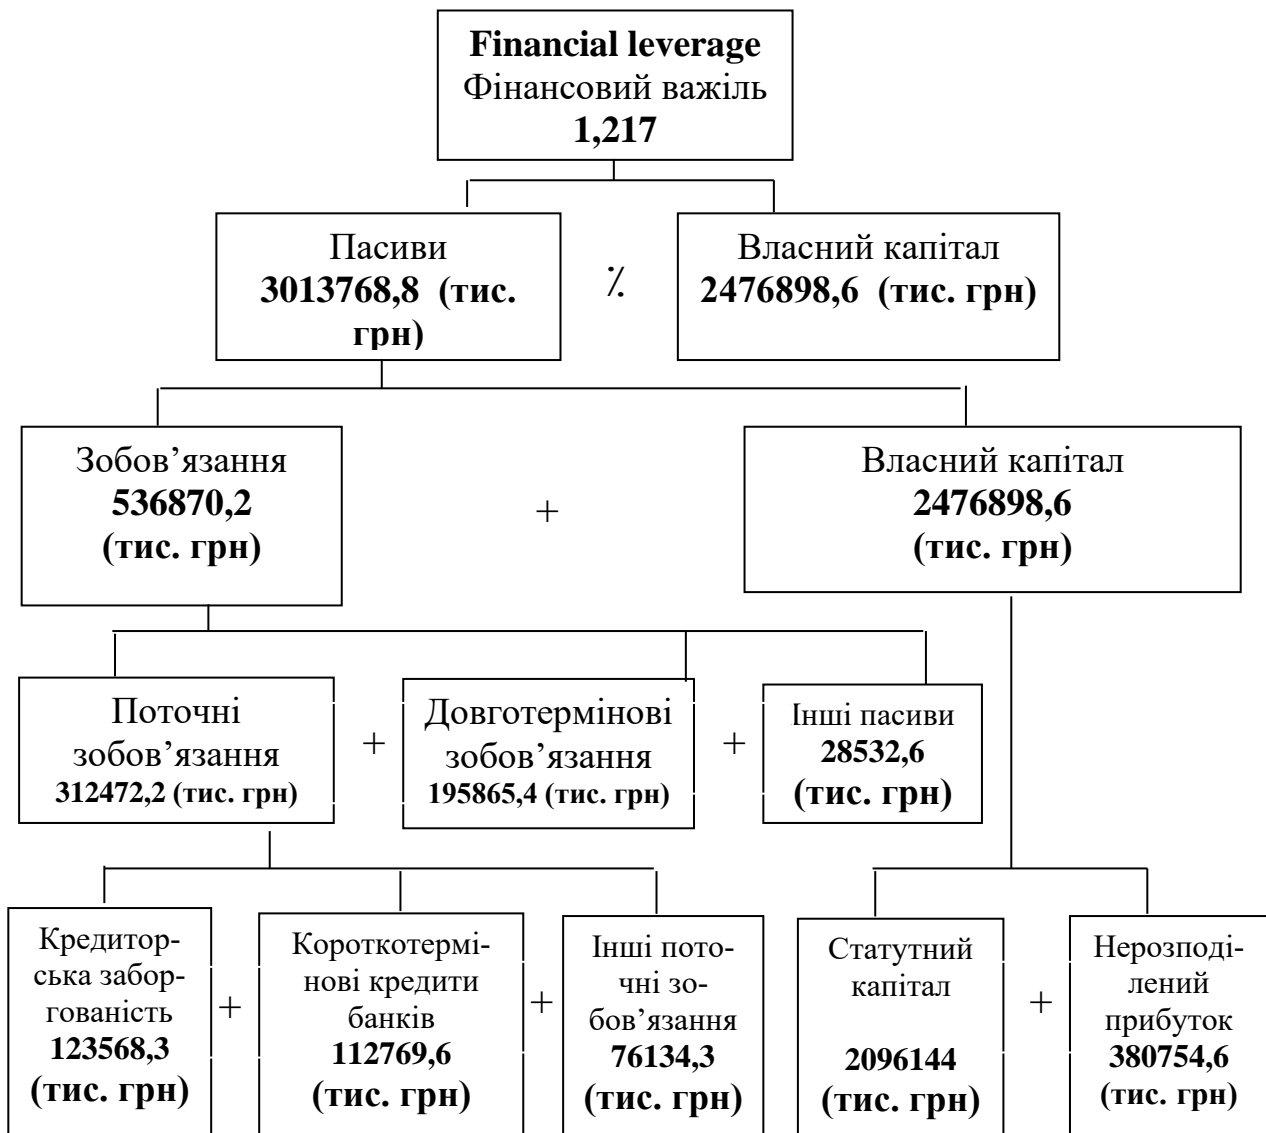 Financial leverage
Фінансовий важіль
1,217
Пасиви
3013768,8 (тис.
грн)
٪
Власний капітал
2476898,6 (тис. грн)
Зобов’язання
536870,2
(тис. грн)
+
Власний капітал
2476898,6
(тис. грн)
Поточні
зобов’язання
312472,2 (тис. грн)
+
Довготермінові
зобов’язання
195865,4 (тис. грн)
+
Інші пасиви
28532,6
(тис. грн)
Кредитор-
ська забор-
гованість
123568,3
(тис. грн)
+
Короткотермі-
нові кредити
банків
112769,6
(тис. грн)
+
Інші пото-
чні зо-
бов’язання
76134,3
(тис. грн)
Статутний
капітал
2096144
(тис. грн)
+
Нерозподі-
лений
прибуток
380754,6
(тис. грн)